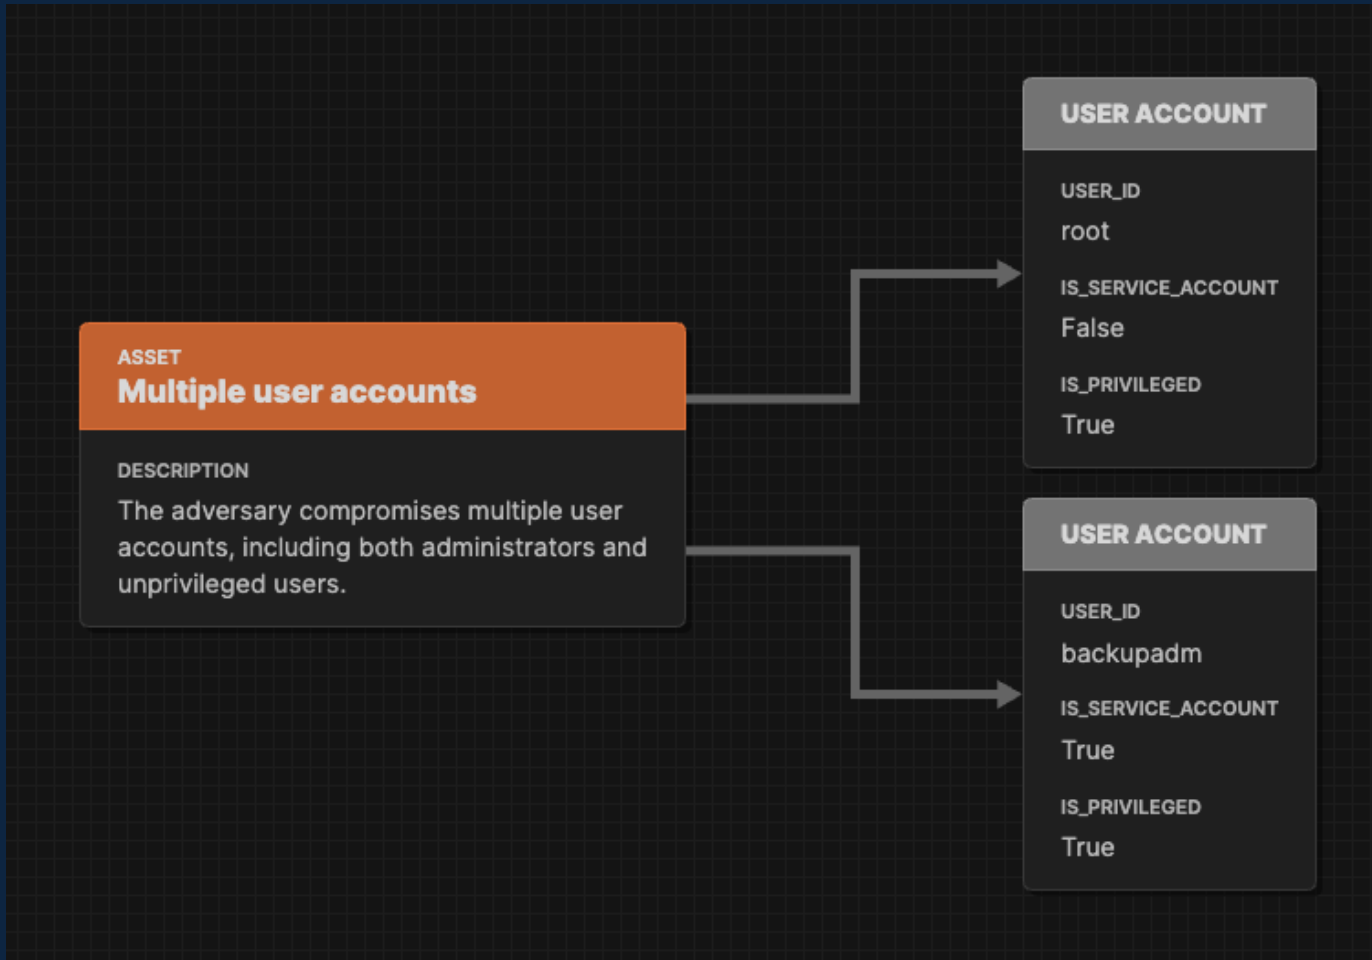 ASSET
Multiple user accounts
DESCRIPTION
The adversary compromises multiple user
accounts, including both administrators and
unprivileged users.
USER ACCOUNT
USER_ID
root
IS_SERVICE_ACCOUNT
False
IS_PRIVILEGED
True
USER ACCOUNT
USER_ID
backupadm
IS_SERVICE_ACCOUNT
True
IS_PRIVILEGED
True